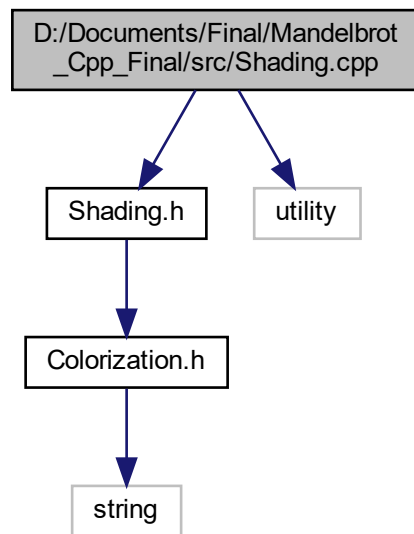 D:/Documents/Final/Mandelbrot
_Cpp_Final/src/Shading.cpp
Shading.h
utility
Colorization.h
string